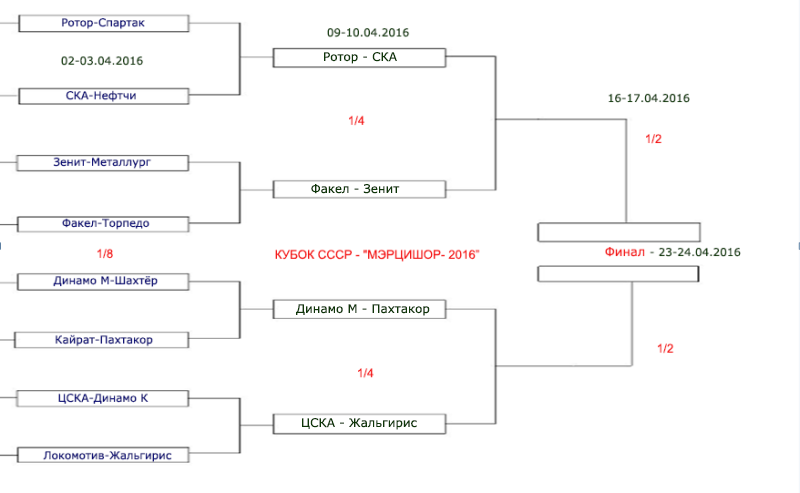 Ротор-Спартак
02-03.04.2016
СКА-Нефтчи
Зенит-Металлург
Факел-Торпедо
1/8
Динамо М-Шахтёр
Кайрат-Пахтакор
ЦСКА-Динамо К
Локомотив-Жальгирис
09-10.04.2016
Ротор - СКА
1/4
Факел - Зенит
КУБОК СССР - "МЭРЦИШОР- 2016"
Динамо М - Пахтакор
1/4
ЦСКА - Жальгирис
16-17.04.2016
1/2
Финал - 23-24.04.2016
1/2